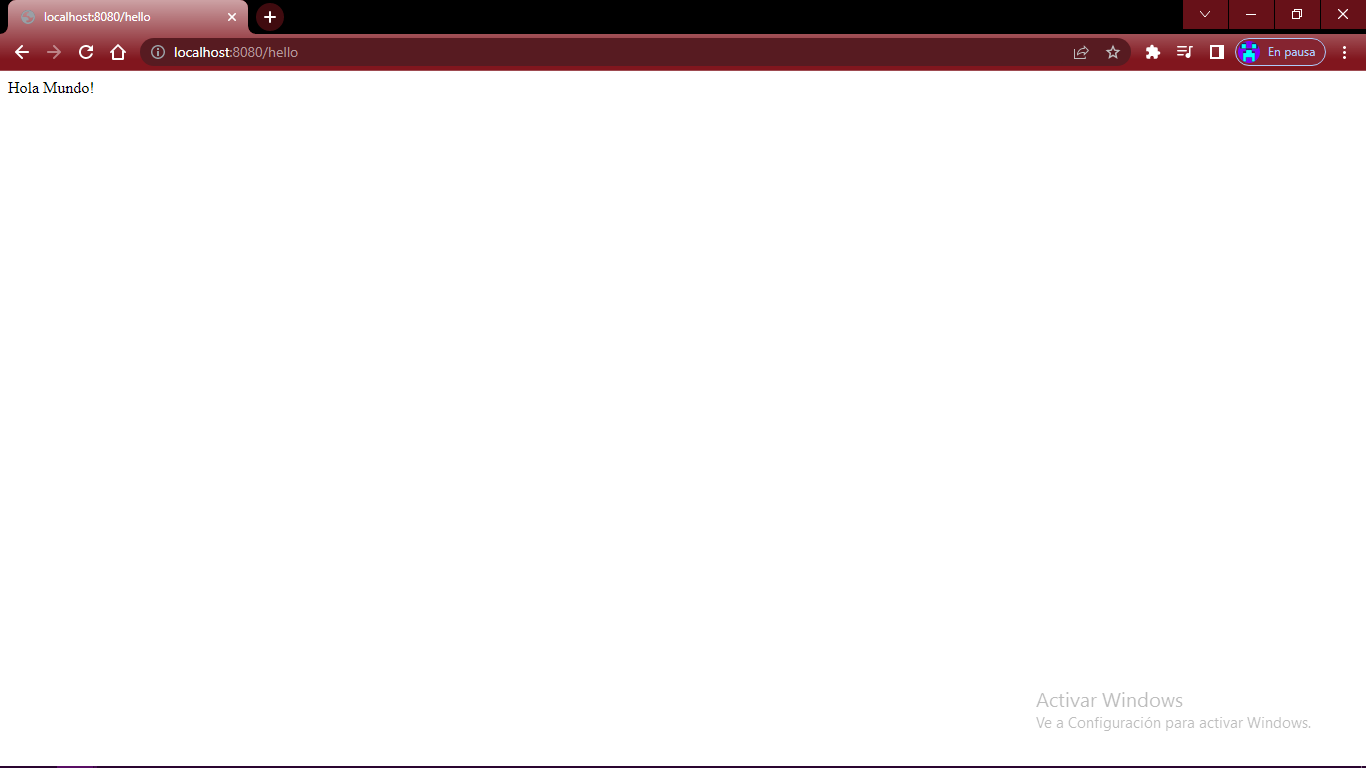 localhost:8080/hello
localhost:8080/hello
En pausa
Hola Mundo!
Activar Windows
Ve a Configuración para activar Windows.